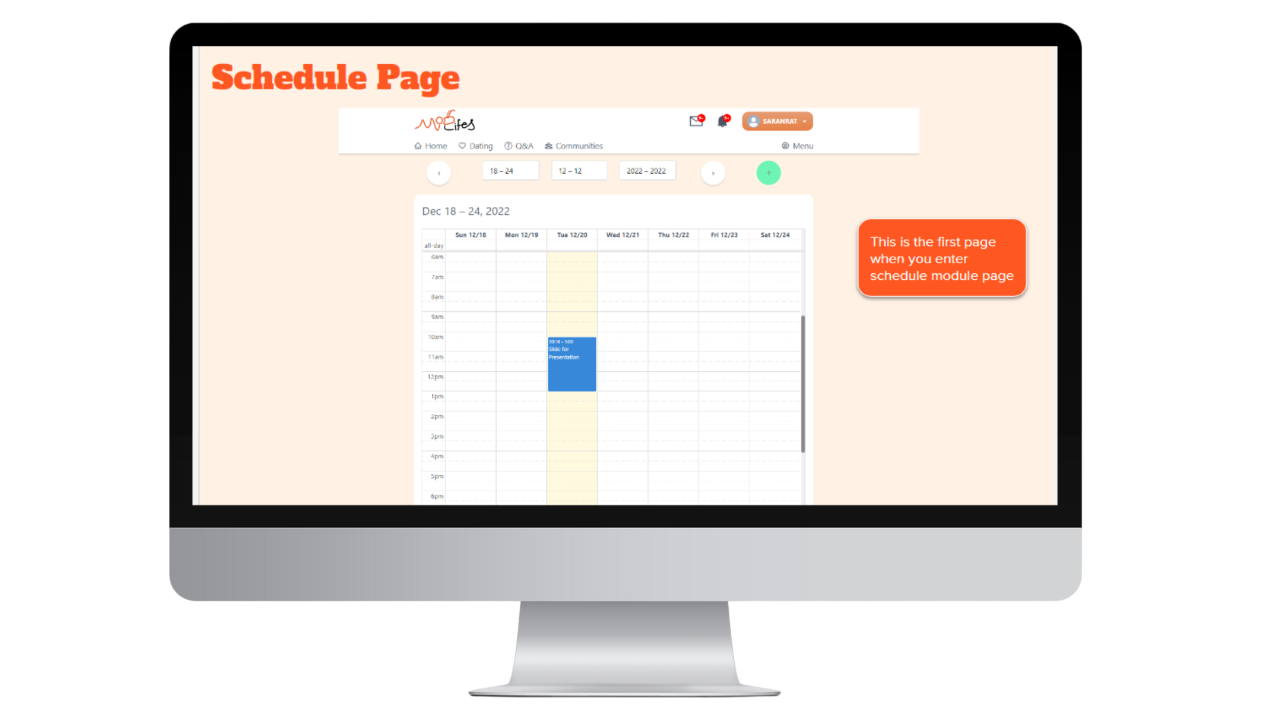 Schedule Page
ModLifes
SARANRAT
Home Dating Q&A Communities Menu
18 – 24 12 – 12 2022 – 2022
Dec 18 – 24, 2022
Sun 12/18 Mon 12/19 Tue 12/20 Wed 12/21 Thu 12/22 Fri 12/23 Sat 12/24
all-day
6am
7am
8am
9am
10am
11am
12pm
1pm
2pm
3pm
4pm
5pm
6pm
Slide for
Presentation
This is the first page
when you enter
schedule module page